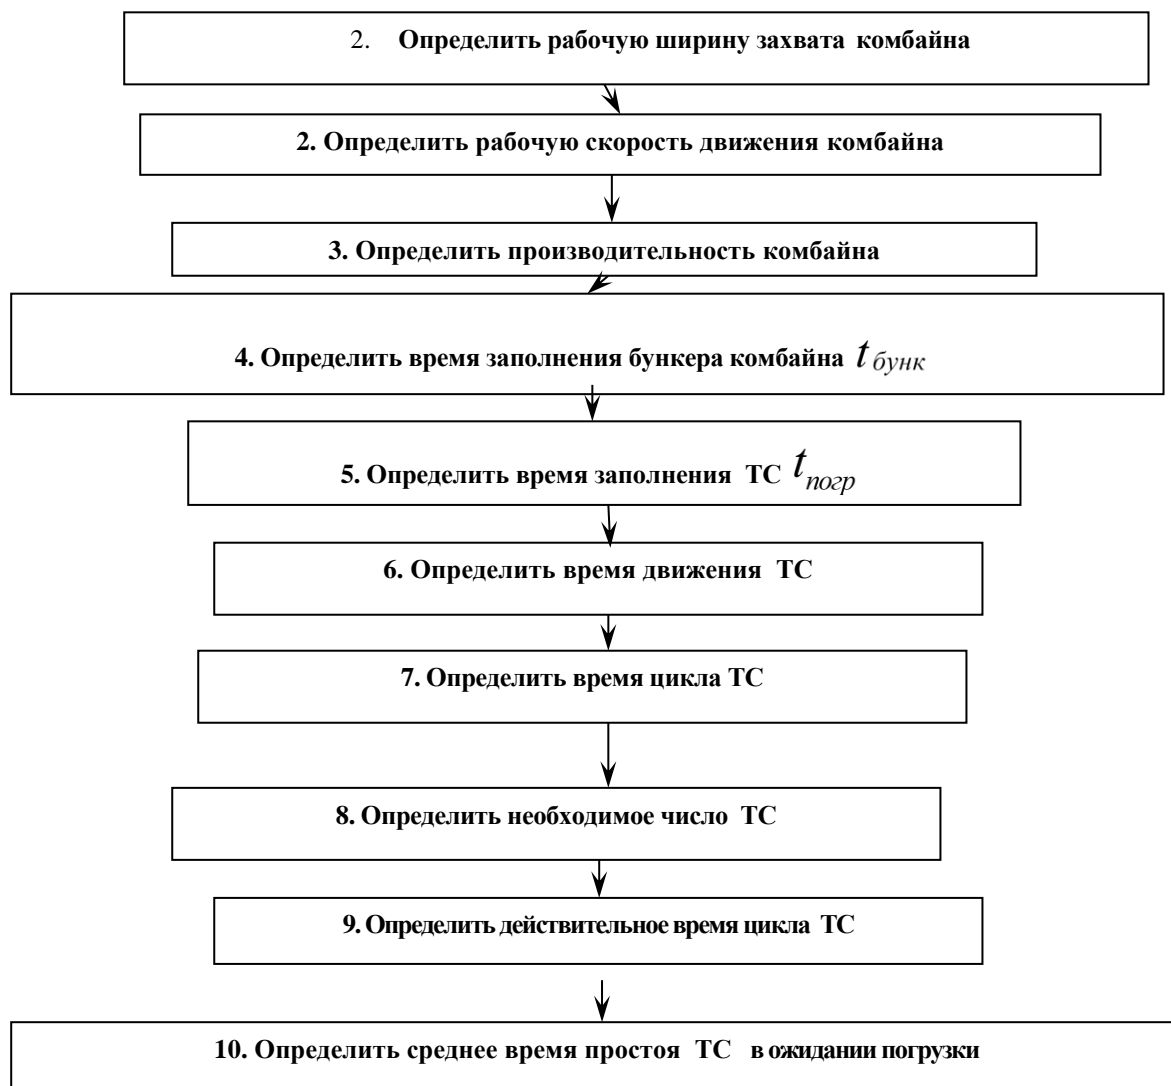 2. Определить рабочую ширину захвата комбайна
2. Определить рабочую скорость движения комбайна
3. Определить производительность комбайна
4. Определить время заполнения бункера комбайна t бунк
5. Определить время заполнения ТС t погр
6. Определить время движения ТС
7. Определить время цикла ТС
8. Определить необходимое число ТС
9. Определить действительное время цикла ТС
10. Определить среднее время простоя ТС в ожидании погрузки